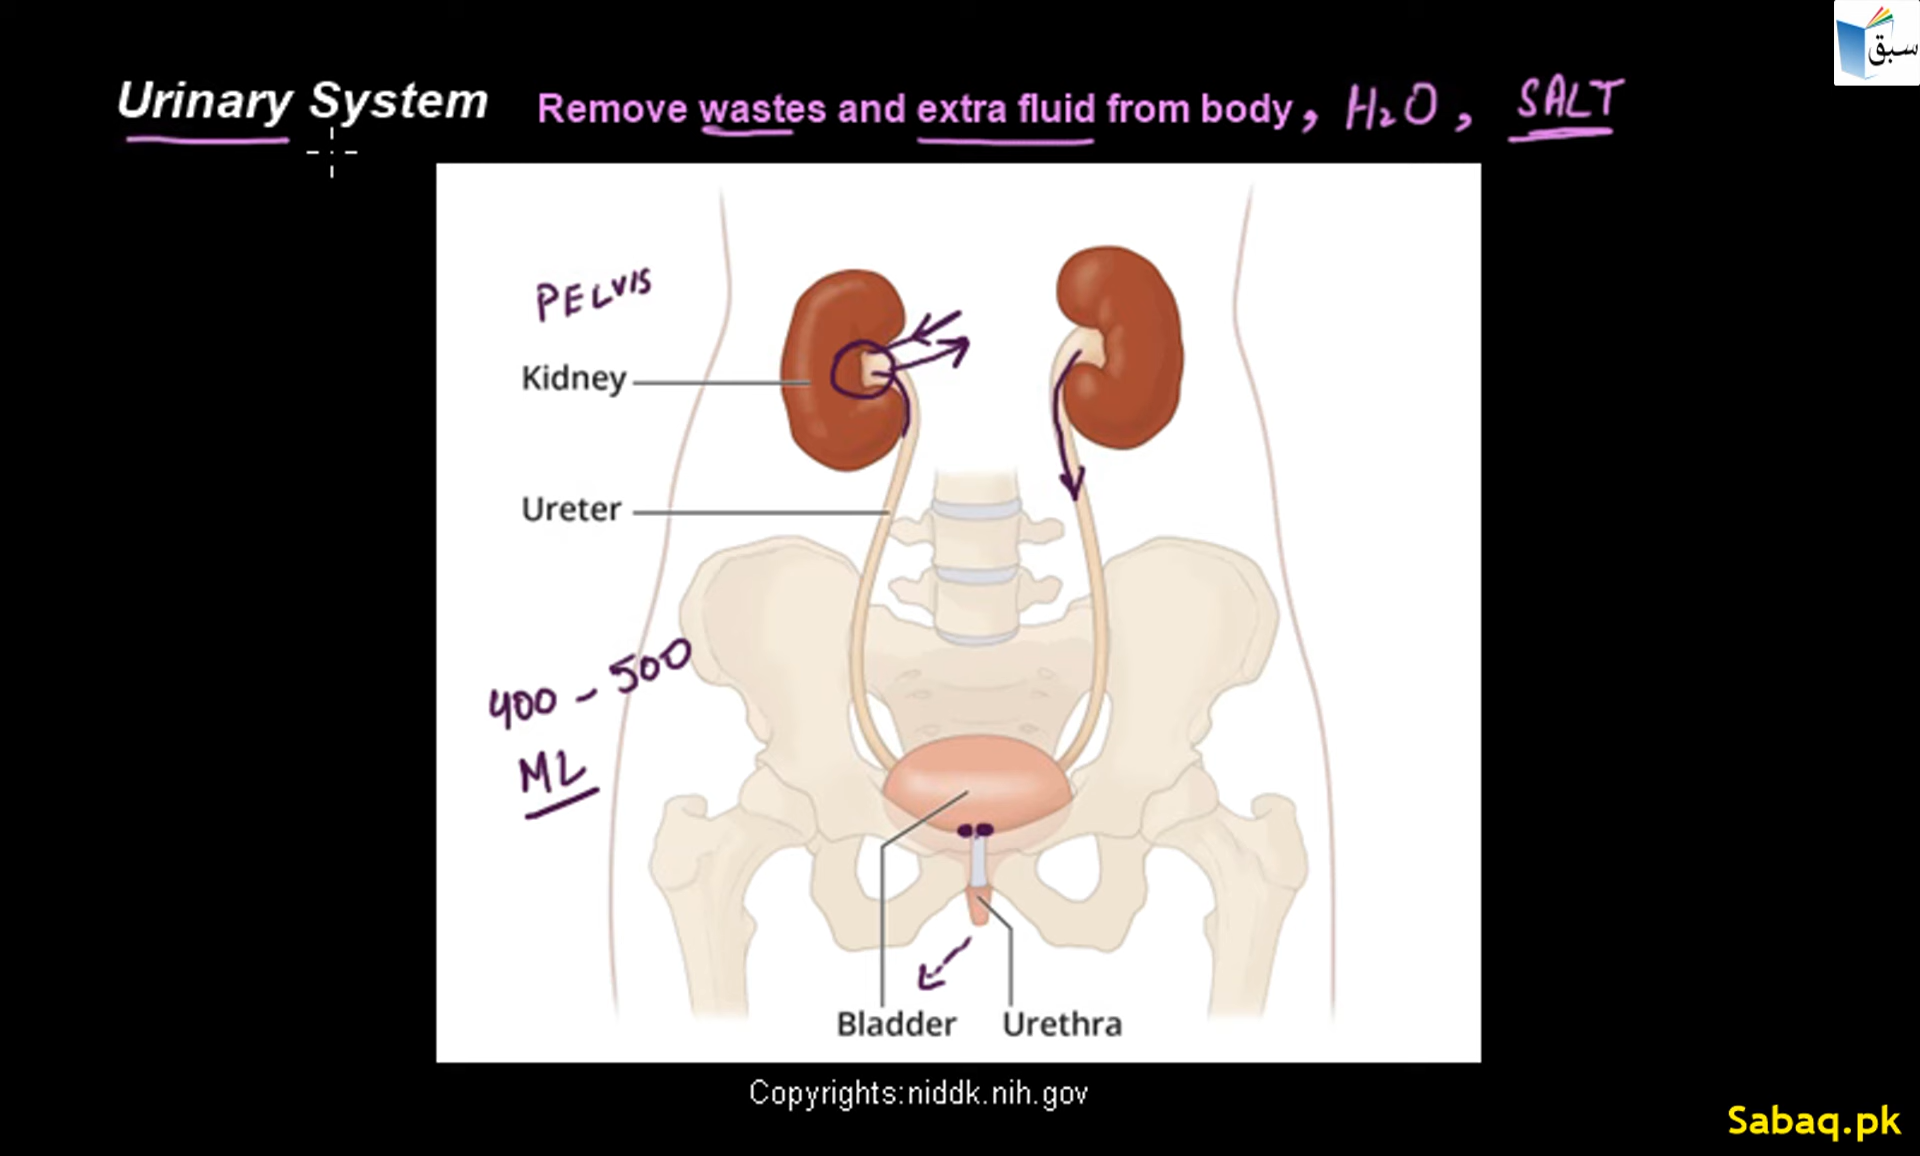 سبق
Urinary System Remove wastes and extra fluid from body, H₂O, SALT
PELVIS
Kidney
Ureter
400 - 500
ML
Bladder Urethra
Copyrights:niddk.nih.gov
Sabaq.pk